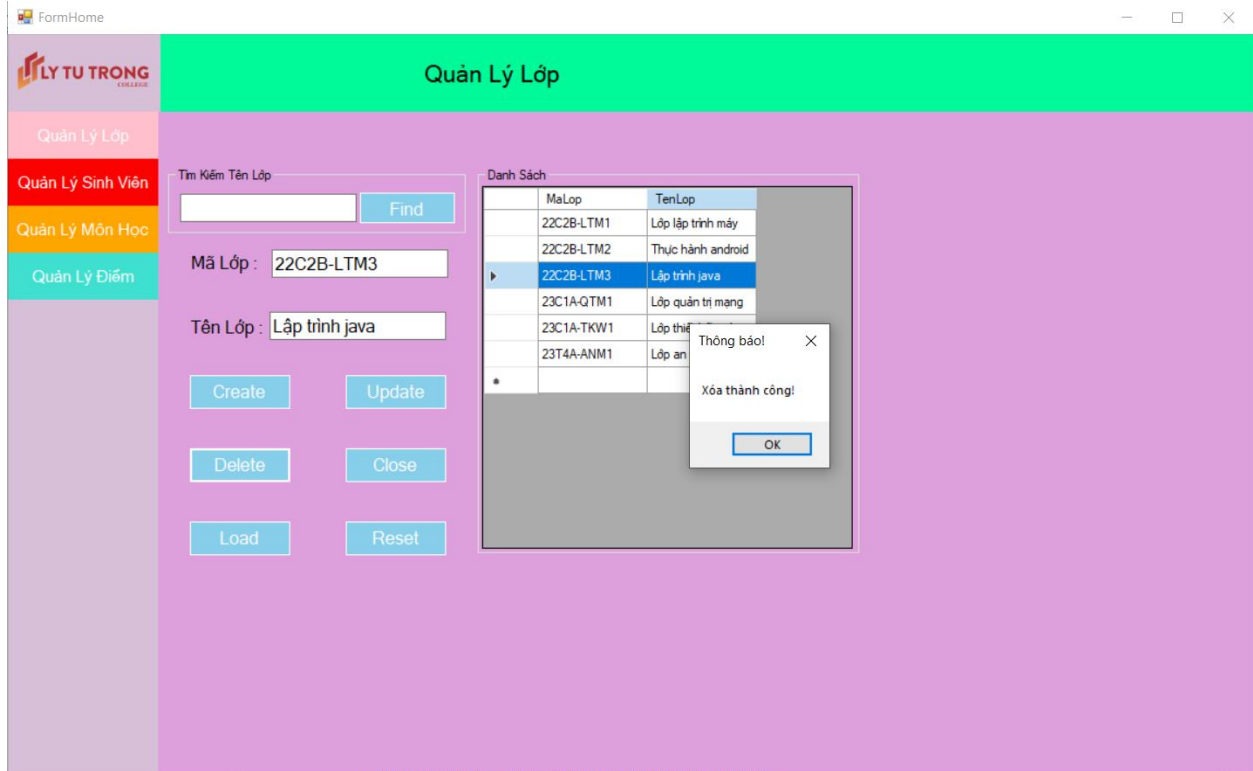 FormHome
LY TU TRONG
COLLEGE
Quản Lý Lớp
Quản Lý Lớp
Quản Lý Sinh Viên
Quản Lý Môn Học
Quản Lý Điểm
Tìm Kiếm Tên Lớp
Find
Mã Lớp : 22C2B-LTM3
Tên Lớp : Lập trình java
Create Update
Delete Close
Load Reset
Danh Sách
MaLop TenLop
22C2B-LTM1 Lớp lập trình máy
22C2B-LTM2 Thực hành android
22C2B-LTM3 Lập trình java
23C1A-QTM1 Lớp quản trị mạng
23C1A-TKW1 Lớp
23T4A-ANM1 Lớp an
Thông báo!
Xóa thành công!
OK